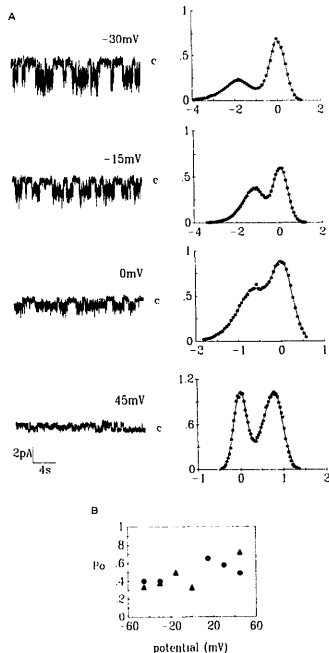 A
-30mV
c
1
.5
0
-4 -2 0 2
-15mV
c
1
.5
0
-4 -2 0 2
0mV
c
1
.5
0
-2 -1 0 1
45mV
c
2pA
4s
1.2
.6
0
-1 0 1 2
B
Po
1
.8
.6
.4
.2
0
-60 -20 20 60
potential (mV)